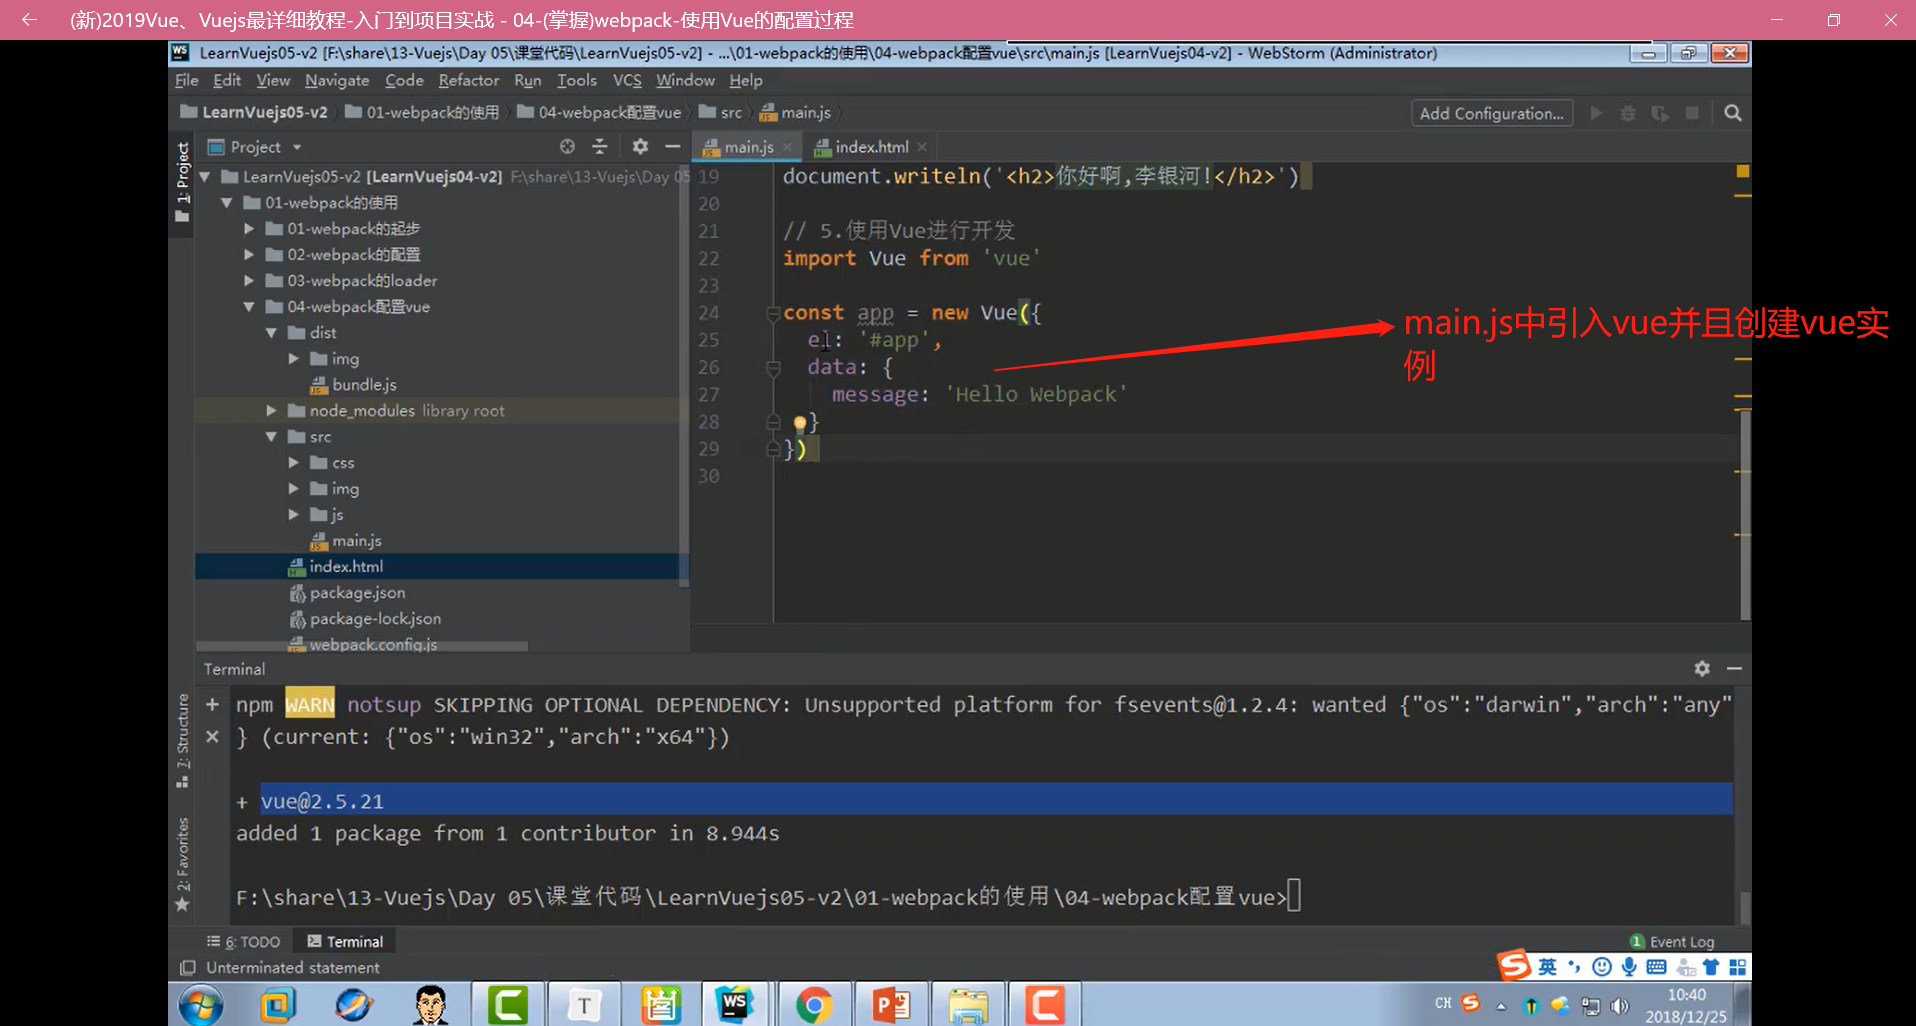 (新)2019Vue、Vuejs最详细教程-入门到项目实战 - 04-(掌握)webpack-使用Vue的配置过程
WS LearnVuejs05-v2 [F:\share\13-Vuejs\Day 05\课堂代码\LearnVuejs05-v2] - ...\01-webpack的使用\04-webpack配置vue\src\main.js [LearnVuejs04-v2] - WebStorm (Administrator)
File Edit View Navigate Code Refactor Run Tools VCS Window Help
LearnVuejs05-v2 01-webpack的使用 04-webpack配置vue src main.js Add Configuration...
1: Project
Project
LearnVuejs05-v2 [LearnVuejs04-v2] F:\share\13-Vuejs\Day 05
01-webpack的使用
01-webpack的起步
02-webpack的配置
03-webpack的loader
04-webpack配置vue
dist
img
bundle.js
node_modules library root
src
css
img
js
main.js
index.html
package.json
package-lock.json
webpack.config.js
main.js index.html
19 document.writeln('<h2>你好啊,李银河!</h2>')
20
21 // 5.使用Vue进行开发
22 import Vue from 'vue'
23
24 const app = new Vue({
25 el: '#app',
26 data: {
27 message: 'Hello Webpack'
28 }
29 })
30
main.js中引入vue并且创建vue实
例
Terminal
7: Structure
2: Favorites
npm WARN notsup SKIPPING OPTIONAL DEPENDENCY: Unsupported platform for fsevents@1.2.4: wanted {"os":"darwin","arch":"any"
} (current: {"os":"win32","arch":"x64"})
+ vue@2.5.21
added 1 package from 1 contributor in 8.944s
F:\share\13-Vuejs\Day 05\课堂代码\LearnVuejs05-v2\01-webpack的使用\04-webpack配置vue>
6: TODO Terminal 1 Event Log
Unterminated statement
S 英
T WS P
CH S 10:40
2018/12/25